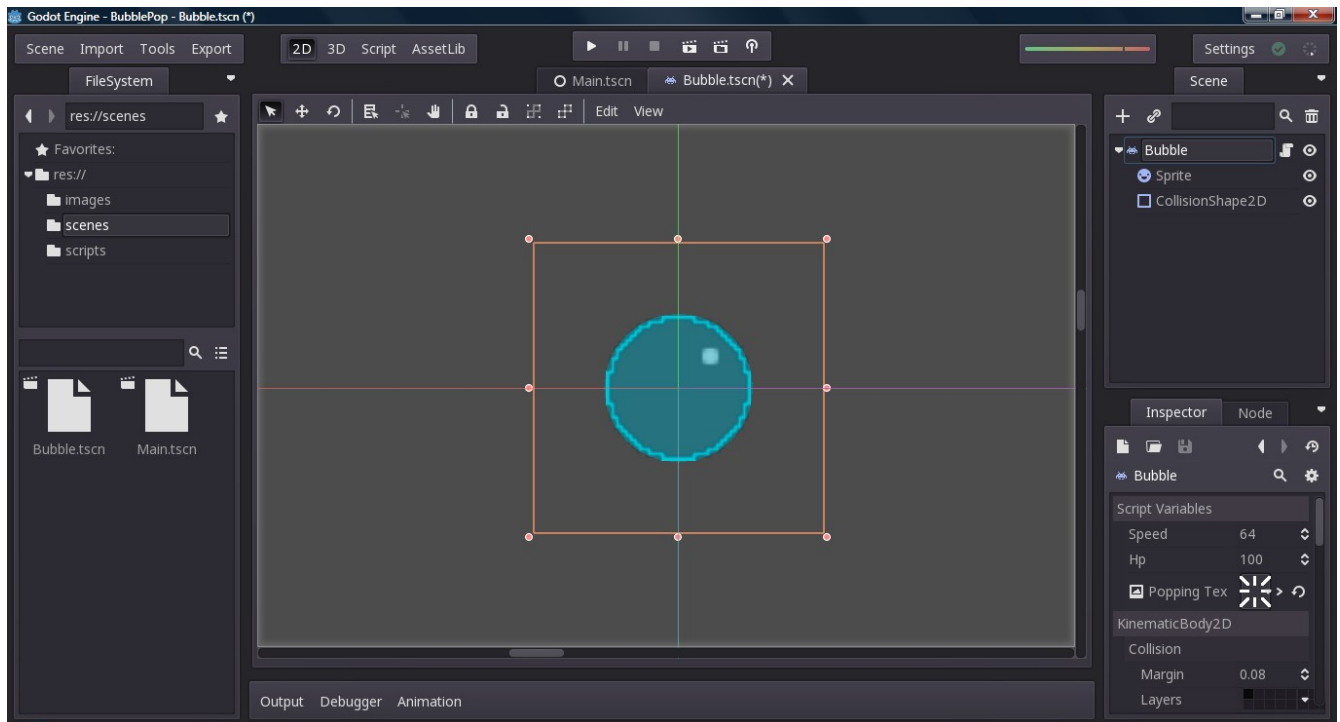 Godot Engine - BubblePop - Bubble.tscn (*)
Scene Import Tools Export
2D 3D Script AssetLib
Settings
FileSystem
Main.tscn
Bubble.tscn(*)
Scene
res://scenes
Edit View
Favorites:
res://
images
scenes
scripts
Bubble
Sprite
CollisionShape2D
Bubble.tscn
Main.tscn
Inspector Node
Bubble
Script Variables
Speed 64
Hp 100
Popping Tex
KinematicBody2D
Collision
Margin 0.08
Layers
Output Debugger Animation